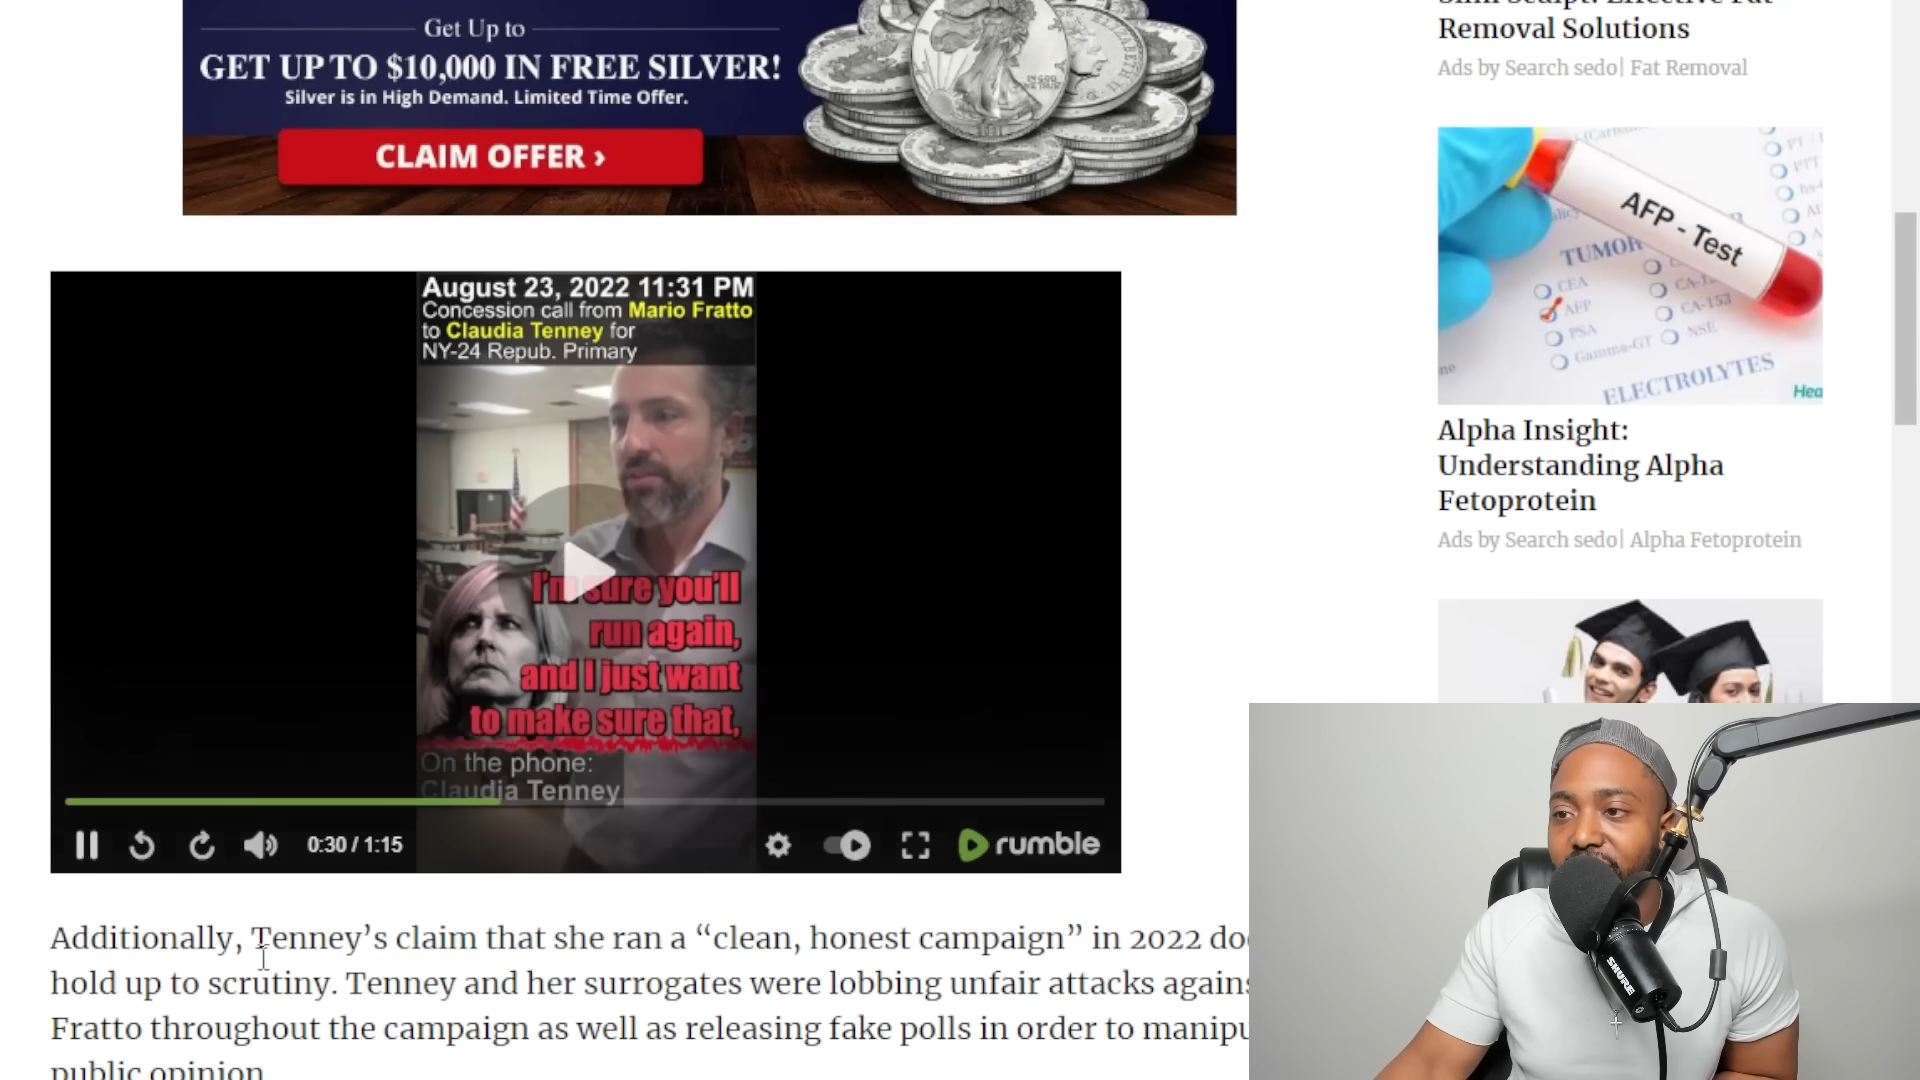 Get Up to
GET UP TO $10,000 IN FREE SILVER!
Silver is in High Demand. Limited Time Offer.
CLAIM OFFER ›
Removal Solutions
Ads by Search sedo| Fat Removal
AFP - Test
TUMOR
CEA
AFP
PSA
CA-153
NSE
Gamma-GT
ELECTROLYTES
Hea
Alpha Insight:
Understanding Alpha
Fetoprotein
Ads by Search sedo| Alpha Fetoprotein
August 23, 2022 11:31 PM
Concession call from Mario Fratto
to Claudia Tenney for
NY-24 Repub. Primary
I'm sure you'll
run again,
and I just want
to make sure that,
On the phone:
Claudia Tenney
0:30 / 1:15
rumble
Additionally, Tenney’s claim that she ran a “clean, honest campaign” in 2022
hold up to scrutiny. Tenney and her surrogates were lobbing unfair attacks
Fratto throughout the campaign as well as releasing fake polls in order to
public opinion
SHURE